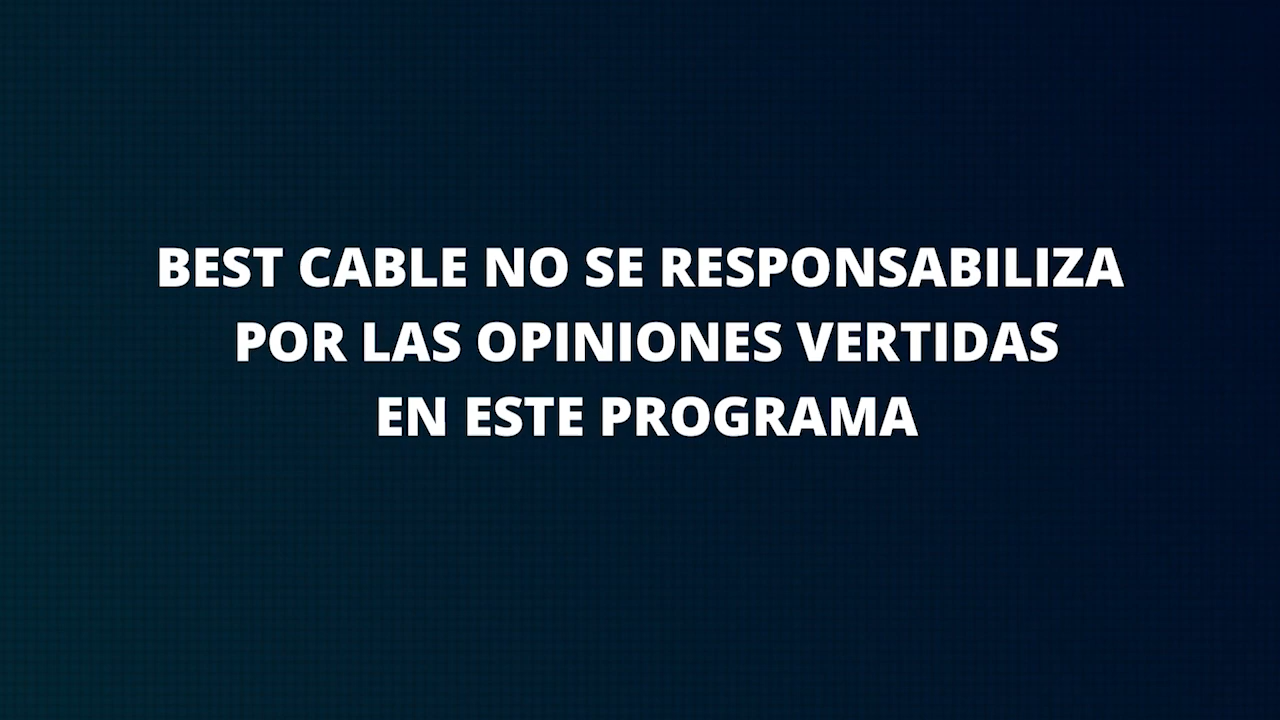 BEST CABLE NO SE RESPONSABILIZA
POR LAS OPINIONES VERTIDAS
EN ESTE PROGRAMA